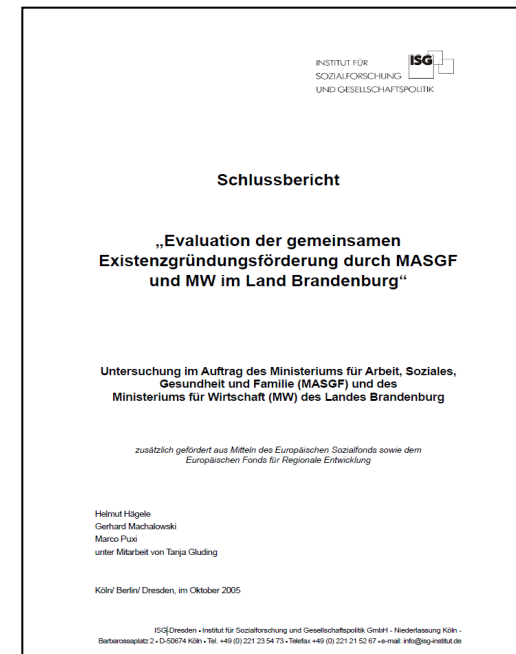 INSTITUT FÜR
SOZIALFORSCHUNG
UND GESELLSCHAFTSPOLITIK
ISG
Schlussbericht
„Evaluation der gemeinsamen
Existenzgründungsförderung durch MASGF
und MW im Land Brandenburg“
Untersuchung im Auftrag des Ministeriums für Arbeit, Soziales,
Gesundheit und Familie (MASGF) und des
Ministeriums für Wirtschaft (MW) des Landes Brandenburg
zusätzlich gefördert aus Mitteln des Europäischen Sozialfonds sowie dem
Europäischen Fonds für Regionale Entwicklung
Helmut Hägele
Gerhard Machalowski
Marco Puxi
unter Mitarbeit von Tanja Gluding
Köln/ Berlin/ Dresden, im Oktober 2005
ISG Dresden • Institut für Sozialforschung und Gesellschaftspolitik GmbH - Niederlassung Köln -
Barbarossaplatz 2 • D-50674 Köln • Tel. +49 (0) 221 23 54 73 • Telefax +49 (0) 221 21 52 67 • e-mail: info@isg-institut.de